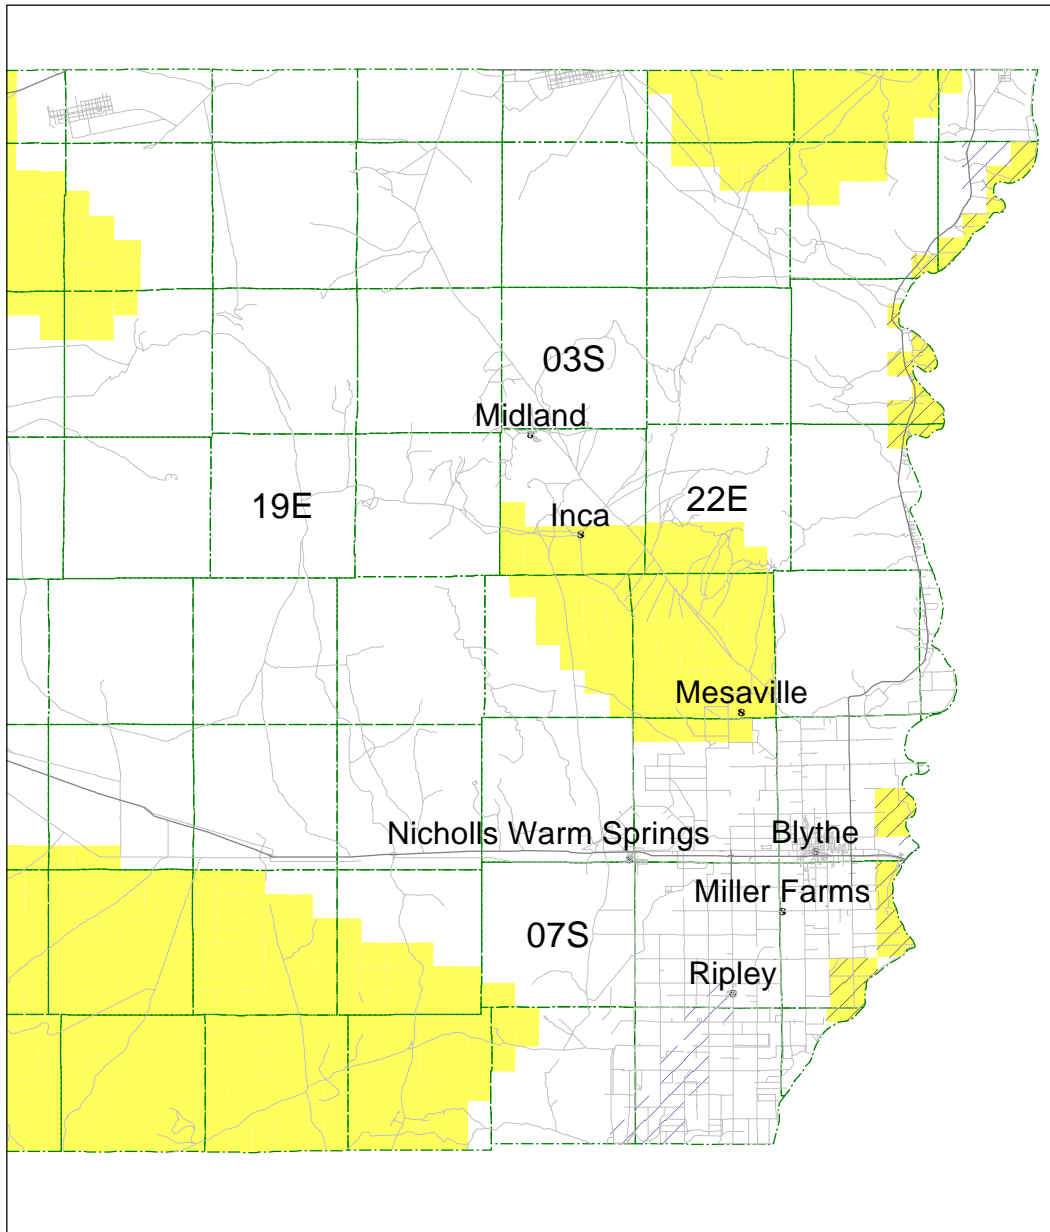 03S
Midland
19E
Inca
22E
Mesaville
Nicholls Warm Springs
Blythe
Miller Farms
07S
Ripley